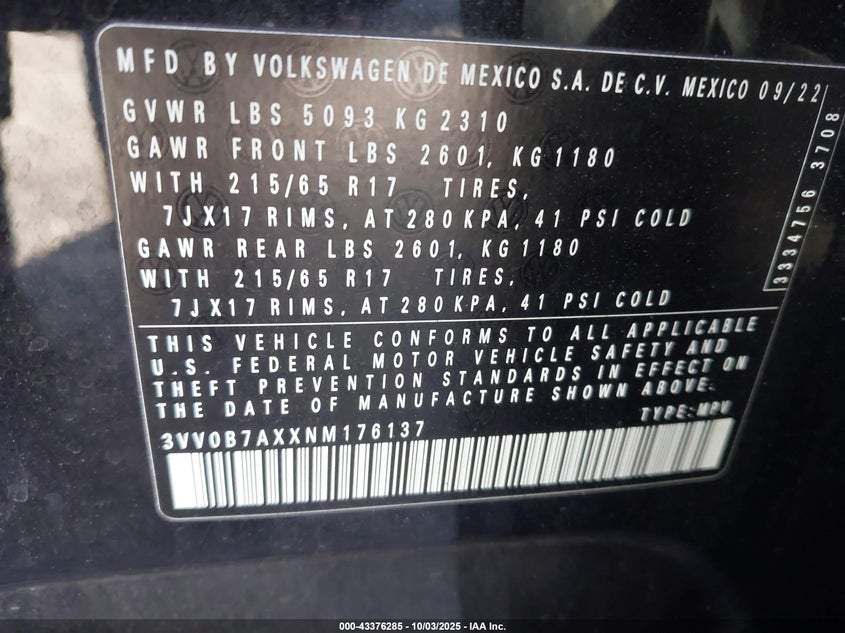 MFD BY VOLKSWAGEN DE MEXICO S.A. DE C.V. MEXICO 09/22
GVWR LBS 5093 KG 2310
GAWR FRONT LBS 2601, KG 1180
WITH 215/65 R17 TIRES,
7JX17 RIMS, AT 280 KPA, 41 PSI COLD
GAWR REAR LBS 2601, KG 1180
WITH 215/65 R17 TIRES,
7JX17 RIMS, AT 280 KPA, 41 PSI COLD
3334756 3708
THIS VEHICLE CONFORMS TO ALL APPLICABLE
U.S. FEDERAL MOTOR VEHICLE SAFETY AND
THEFT PREVENTION STANDARDS IN EFFECT ON
THE DATE OF MANUFACTURE SHOWN ABOVE.
TYPE: MPV
3VV0B7AXXNM176137
000-43376285 - 10/03/2025 - IAA Inc.